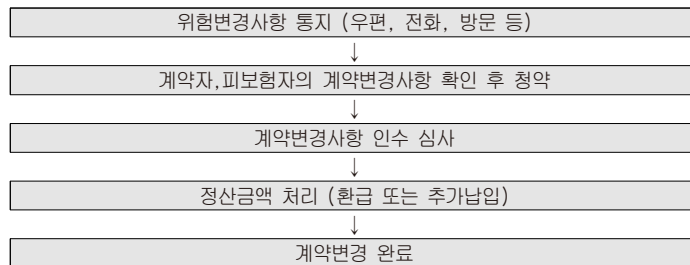 위험변경사항 통지 (우편, 전화, 방문 등)
↓
계약자,피보험자의 계약변경사항 확인 후 청약
↓
계약변경사항 인수 심사
↓
정산금액 처리 (환급 또는 추가납입)
↓
계약변경 완료